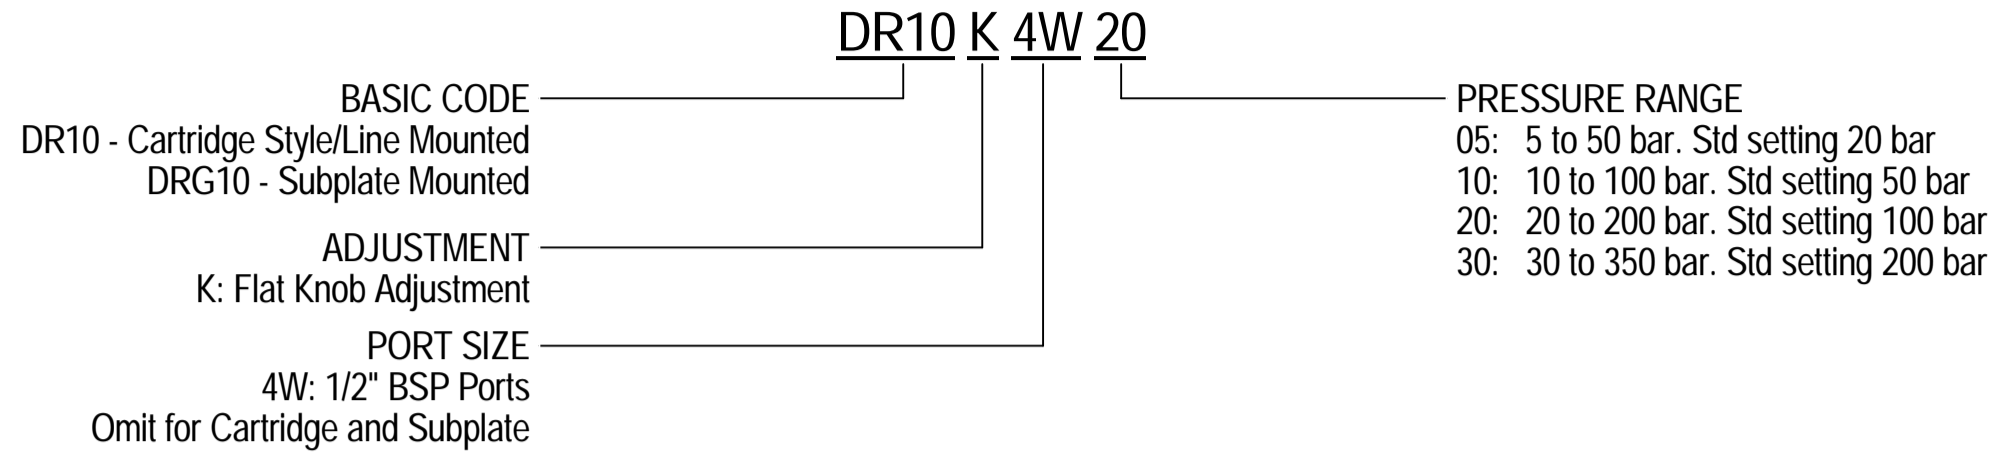 DR10 K 4W 20
BASIC CODE
DR10 - Cartridge Style/Line Mounted
DRG10 - Subplate Mounted
ADJUSTMENT
K: Flat Knob Adjustment
PORT SIZE
4W: 1/2" BSP Ports
Omit for Cartridge and Subplate
PRESSURE RANGE
05: 5 to 50 bar. Std setting 20 bar
10: 10 to 100 bar. Std setting 50 bar
20: 20 to 200 bar. Std setting 100 bar
30: 30 to 350 bar. Std setting 200 bar